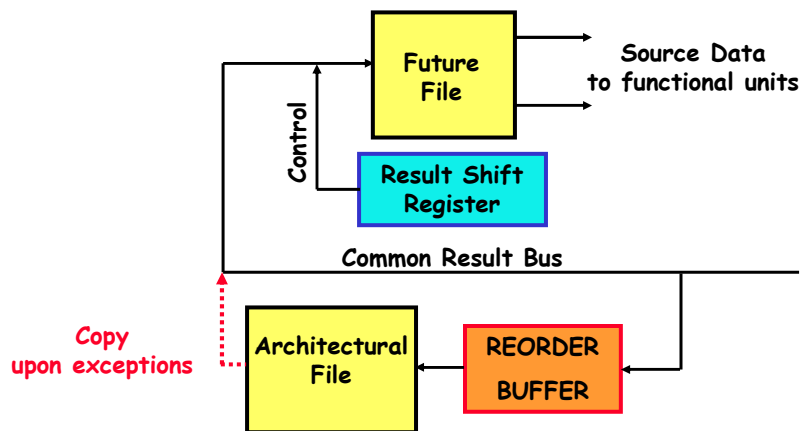 Future
File
Source Data
to functional units
Control
Result Shift
Register
Common Result Bus
Copy
upon exceptions
Architectural
File
REORDER
BUFFER